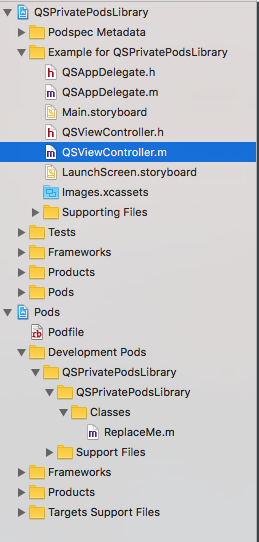 QSPrivatePodsLibrary
Podspec Metadata
Example for QSPrivatePodsLibrary
h QSAppDelegate.h
m QSAppDelegate.m
Main.storyboard
h QSViewController.h
m QSViewController.m
LaunchScreen.storyboard
Images.xcassets
Supporting Files
Tests
Frameworks
Products
Pods
Pods
rb Podfile
Development Pods
QSPrivatePodsLibrary
QSPrivatePodsLibrary
Classes
m ReplaceMe.m
Support Files
Frameworks
Products
Targets Support Files